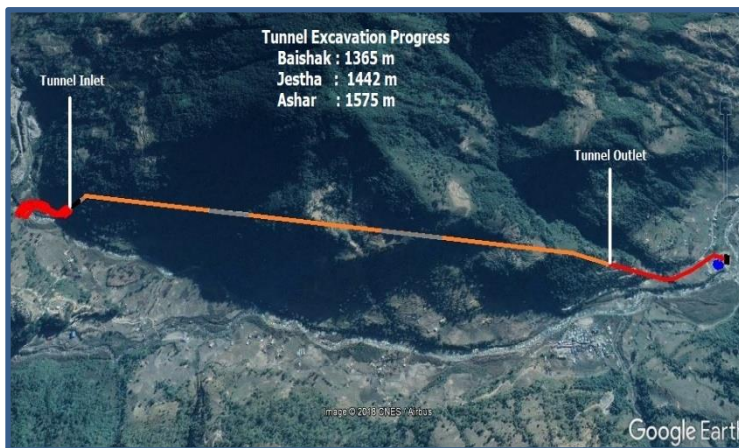 Tunnel Excavation Progress
Baishak : 1365 m
Jestha : 1442 m
Ashar : 1575 m
Tunnel Inlet
Tunnel Outlet
Image © 2018 CNES / Airbus
Google Earth